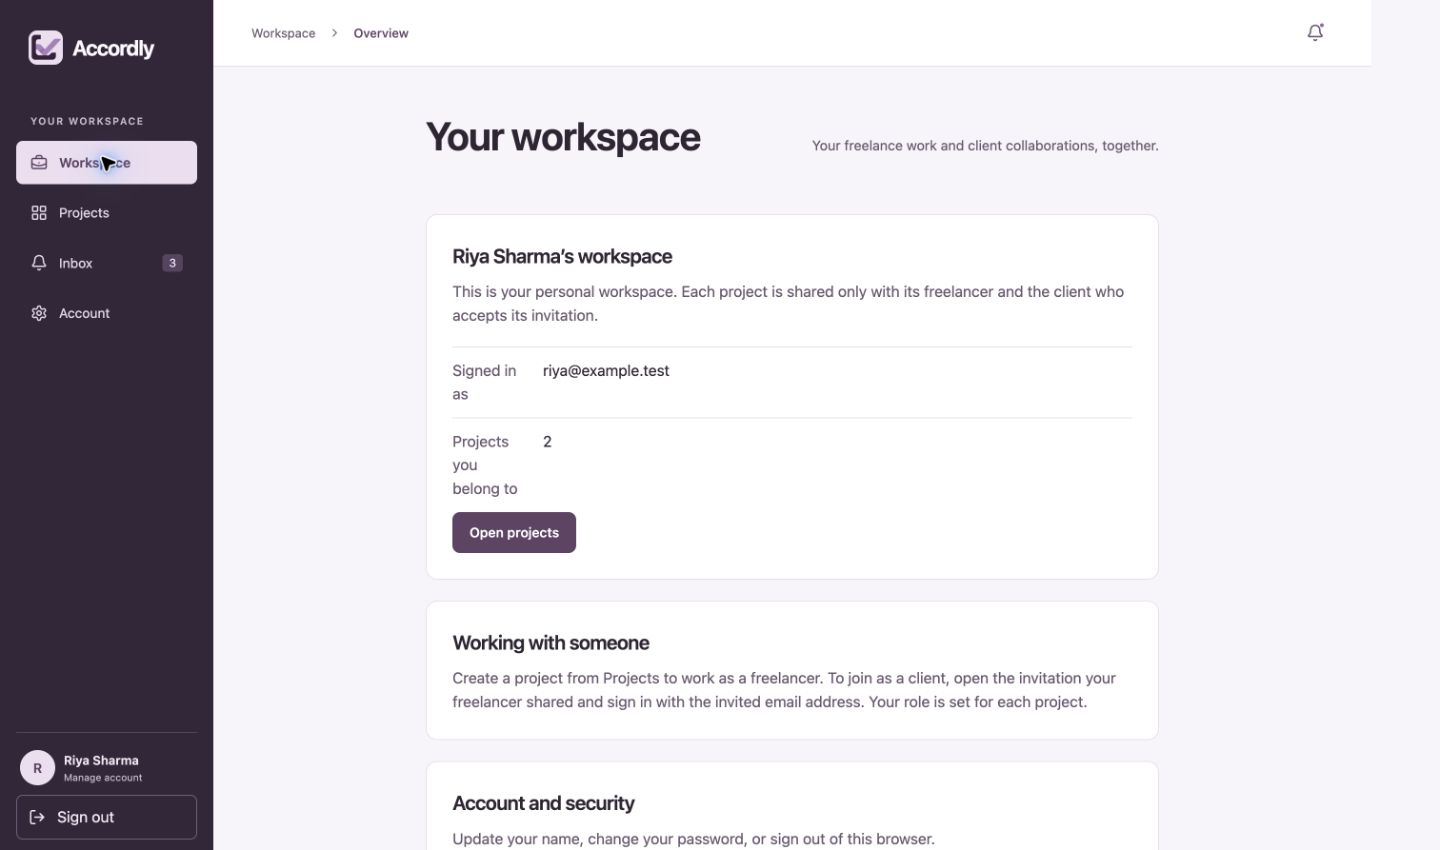 Accordly
YOUR WORKSPACE
Workspace
Projects
Inbox 3
Account
Riya Sharma
R
Manage account
Sign out
Workspace > Overview
Your workspace
Your freelance work and client collaborations, together.
Riya Sharma’s workspace
This is your personal workspace. Each project is shared only with its freelancer and the client who
accepts its invitation.
Signed in
as
riya@example.test
Projects
you
belong to
2
Open projects
Working with someone
Create a project from Projects to work as a freelancer. To join as a client, open the invitation your
freelancer shared and sign in with the invited email address. Your role is set for each project.
Account and security
Update your name, change your password, or sign out of this browser.